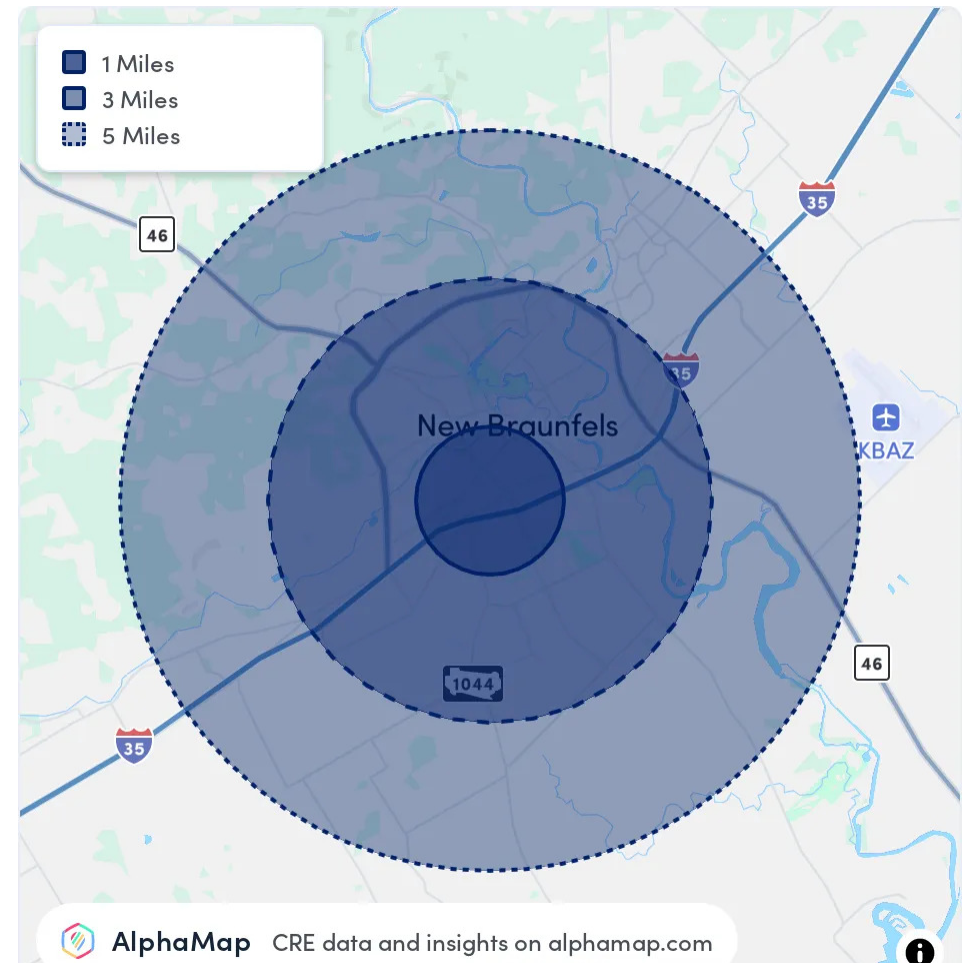 1 Miles
3 Miles
5 Miles
35
46
35
New Braunfels
KBAZ
46
1044
35
AlphaMap CRE data and insights on alphamap.com